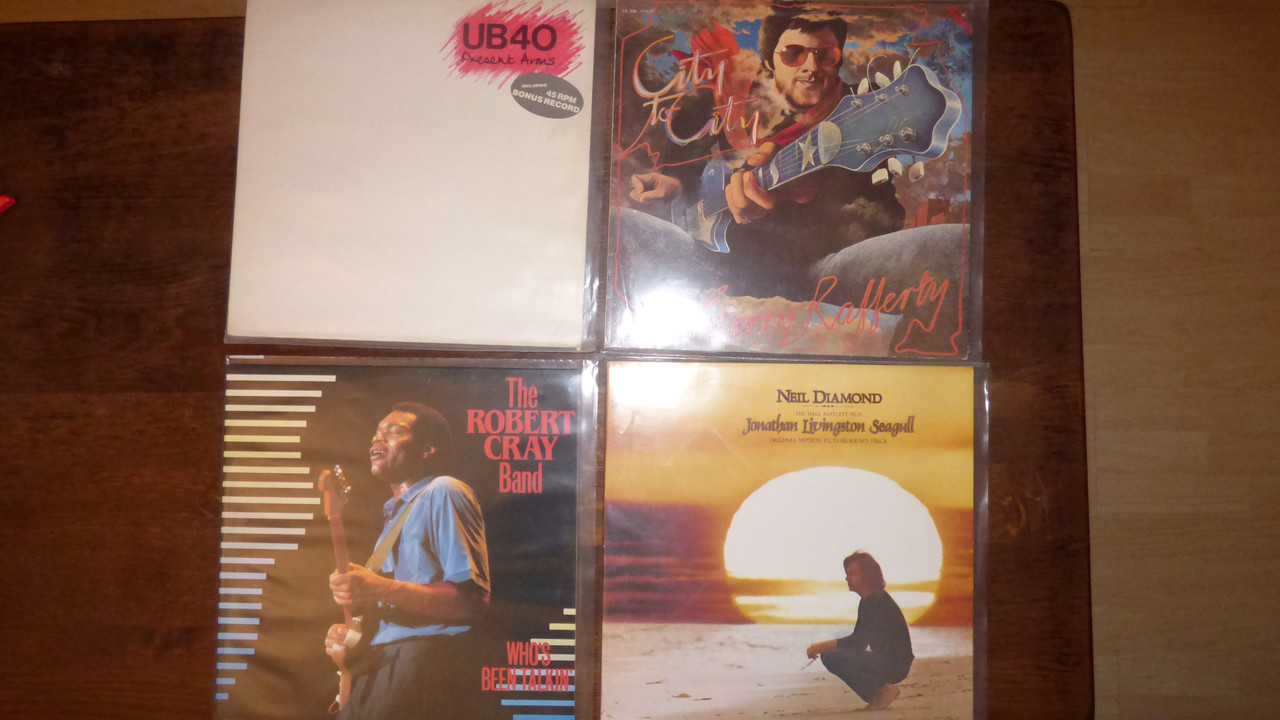 UB40
Present Arms
INCLUDES
45 RPM
BONUS RECORD
City
to City
Gerry Rafferty
The
ROBERT
CRAY
Band
WHO'S
BEEN TALKIN'
NEIL DIAMOND
THE HALL BARTLETT FILM
Jonathan Livingston Seagull
ORIGINAL MOTION PICTURE SOUND TRACK